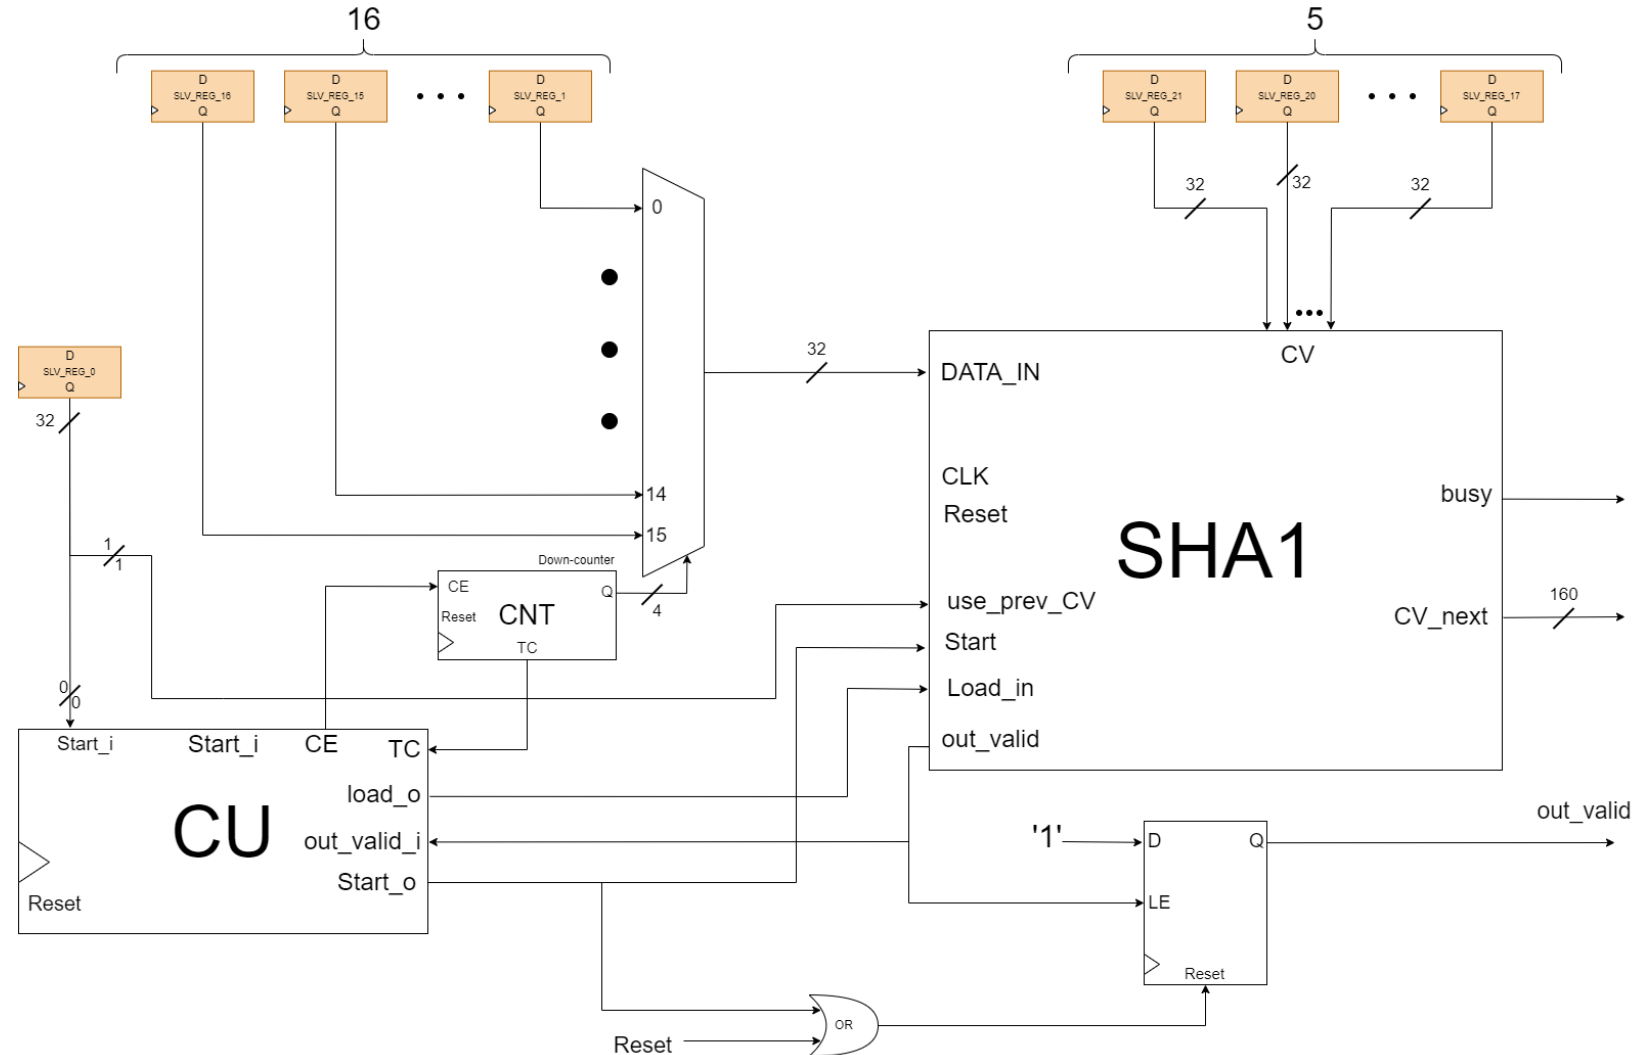 16
5
D
SLV_REG_16
Q
D
SLV_REG_15
Q
D
SLV_REG_1
Q
D
SLV_REG_21
Q
D
SLV_REG_20
Q
D
SLV_REG_17
Q
32
32
32
0
14
15
32
D
SLV_REG_0
Q
32
1
1
0
0
DATA_IN
CV
CLK
Reset
SHA1
use_prev_CV
Start
Load_in
out_valid
busy
CV_next
160
Down-counter
CE
Q
Reset
CNT
TC
4
Start_i
Start_i
CE
TC
load_o
CU
out_valid_i
Start_o
Reset
'1'
D
Q
LE
Reset
out_valid
OR
Reset